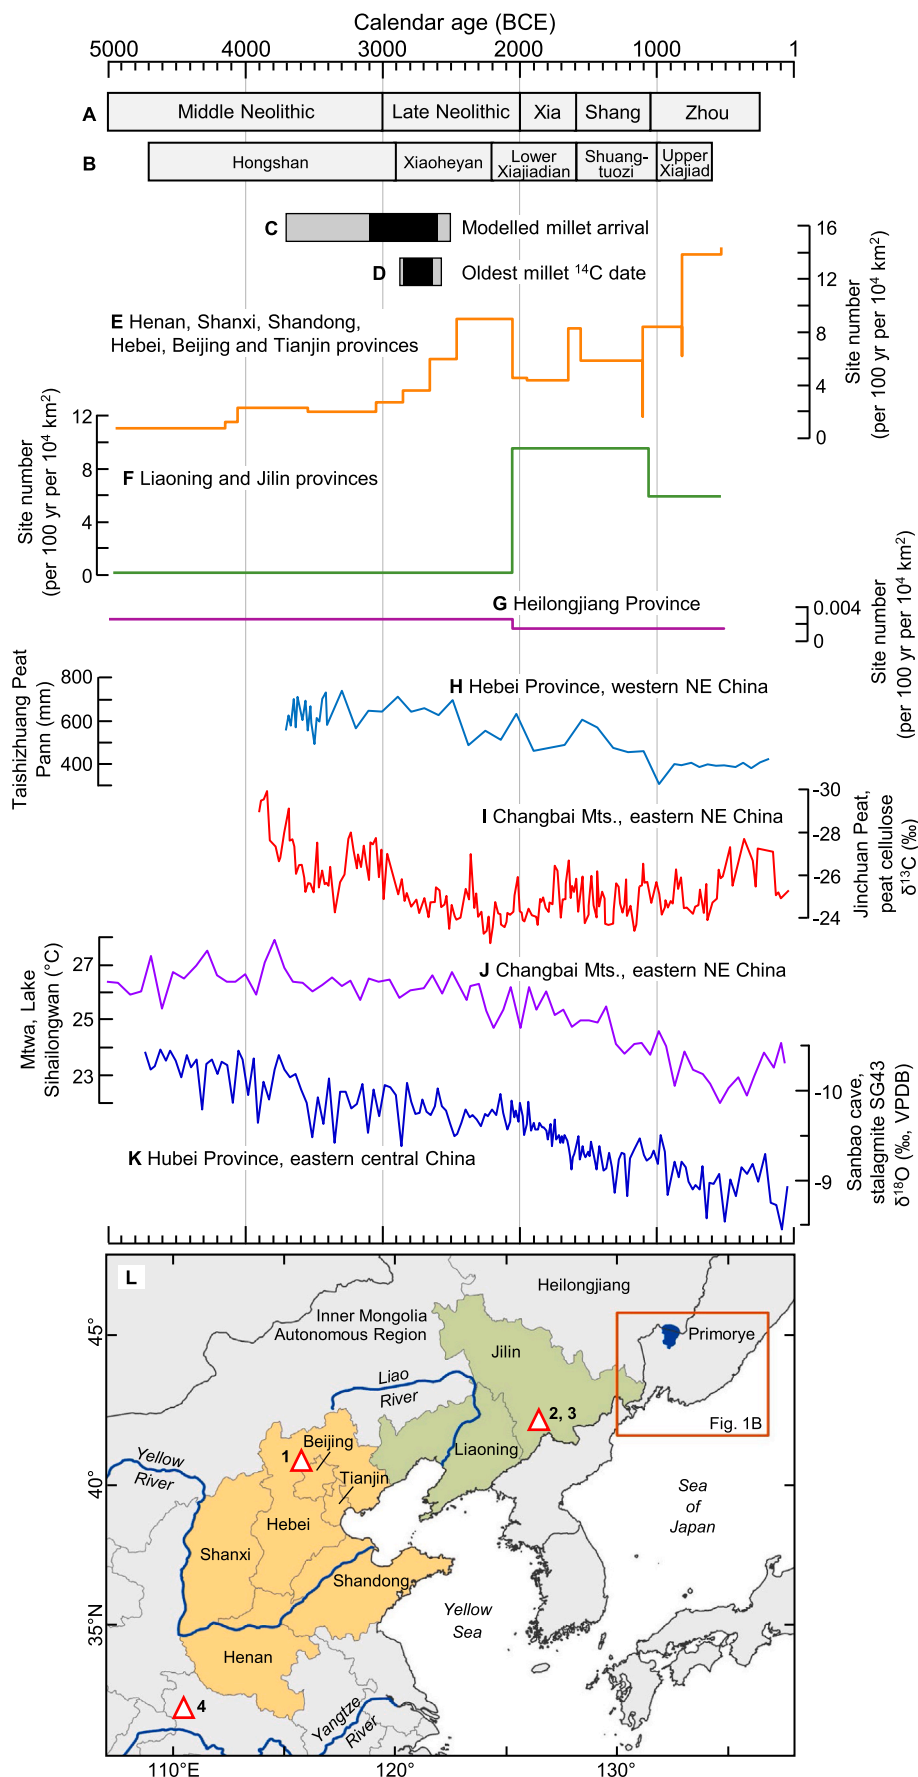 Calendar age (BCE)
5000 4000 3000 2000 1000 1
A Middle Neolithic Late Neolithic Xia Shang Zhou
B Hongshan Xiaoheyan Lower Xiajiadian Shuang-tuozi Upper Xiajiad
C Modelled millet arrival
D Oldest millet ¹⁴C date
16
12
8
4
0
Site number
(per 100 yr per 10⁴ km²)
E Henan, Shanxi, Shandong,
Hebei, Beijing and Tianjin provinces
12
8
4
0
Site number
(per 100 yr per 10⁴ km²)
F Liaoning and Jilin provinces
G Heilongjiang Province
0.004
0
Site number
(per 100 yr per 10⁴ km²)
800
600
400
Taishizhuang Peat
Pann (mm)
H Hebei Province, western NE China
-30
-28
-26
-24
Jinchuan Peat,
peat cellulose
δ¹³C (‰)
I Changbai Mts., eastern NE China
27
25
23
Mtwa, Lake
Sihailongwan (°C)
J Changbai Mts., eastern NE China
-10
-9
Sanbao cave,
stalagmite SG43
δ¹⁸O (‰, VPDB)
K Hubei Province, eastern central China
L
Heilongjiang
Inner Mongolia
Autonomous Region
45°
Primorye
Jilin
Liao
River
2, 3
Fig. 1B
Beijing
1
Liaoning
Yellow
River
Tianjin
40°
Sea
of
Japan
Hebei
Shanxi
Shandong
Yellow
Sea
35°N
Henan
4
Yangtze
River
110°E 120° 130°